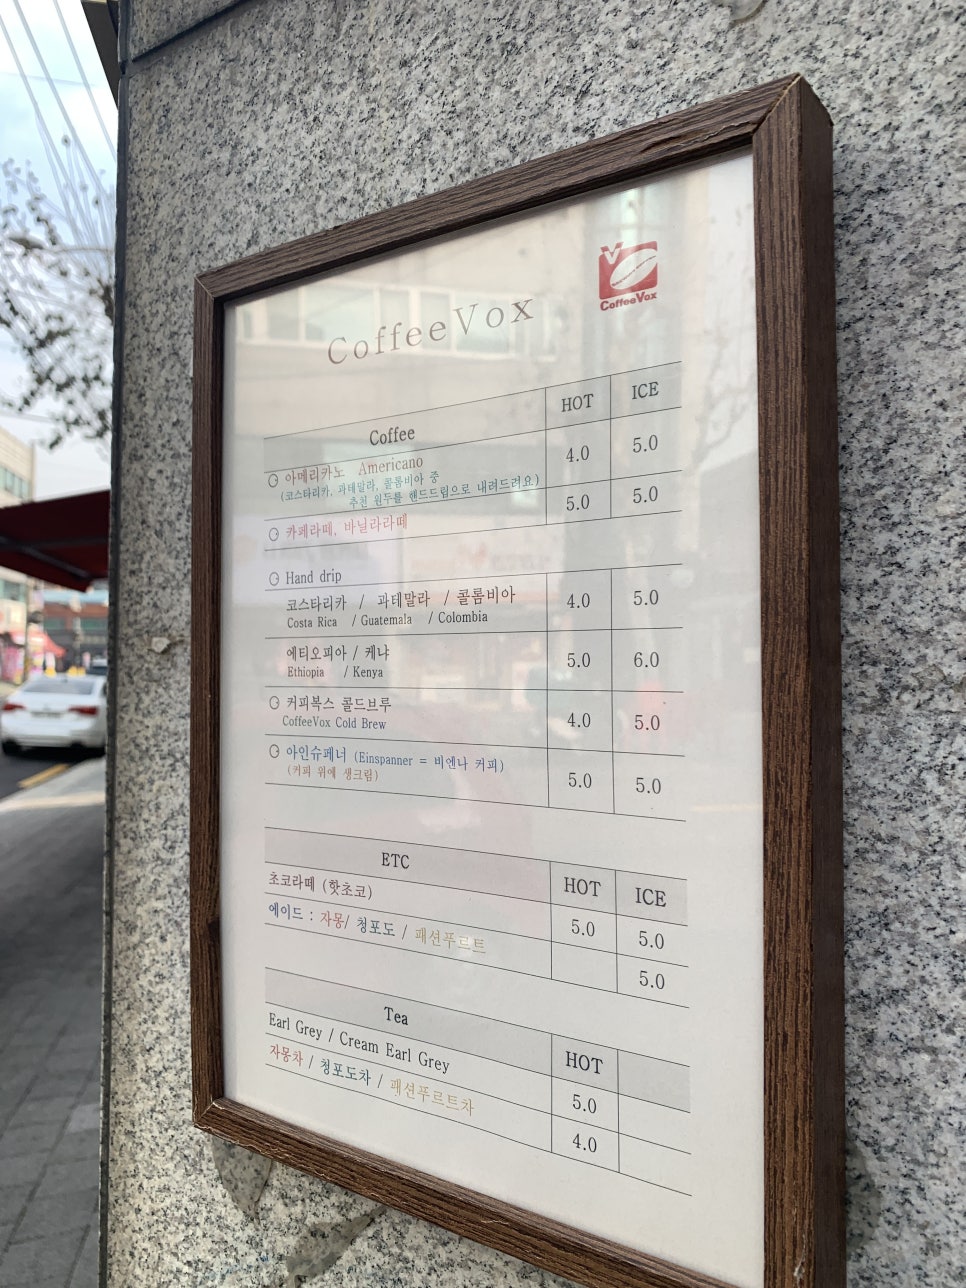 CoffeeVox
V
CoffeeVox
Coffee HOT ICE
아메리카노 Americano 4.0 5.0
(코스타리카, 과테말라, 콜롬비아 중
추천 원두를 핸드드립으로 내려드려요)
카페라떼, 바닐라라떼 5.0 5.0
Hand drip
코스타리카 / 과테말라 / 콜롬비아 4.0 5.0
Costa Rica / Guatemala / Colombia
에티오피아 / 케냐 5.0 6.0
Ethiopia / Kenya
커피복스 콜드브루 4.0 5.0
CoffeeVox Cold Brew
아인슈페너 (Einspanner = 비엔나 커피) 5.0 5.0
(커피 위에 생크림)
ETC HOT ICE
초코라떼 (핫초코) 5.0 5.0
에이드 : 자몽/ 청포도 / 패션푸르트 5.0
Tea HOT
Earl Grey / Cream Earl Grey 5.0
자몽차 / 청포도차 / 패션푸르트차 4.0